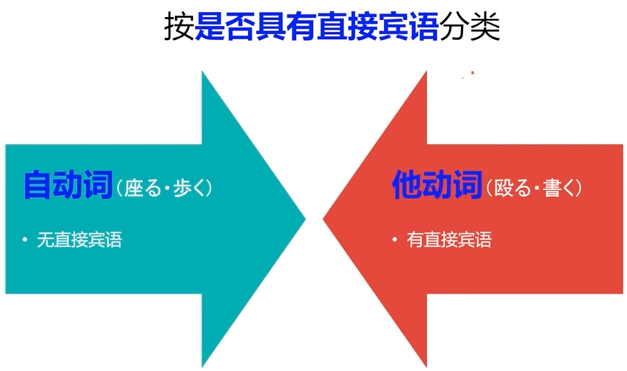 按是否具有直接宾语分类
自动词(座る・歩く)
• 无直接宾语
他动词(殴る・書く)
• 有直接宾语